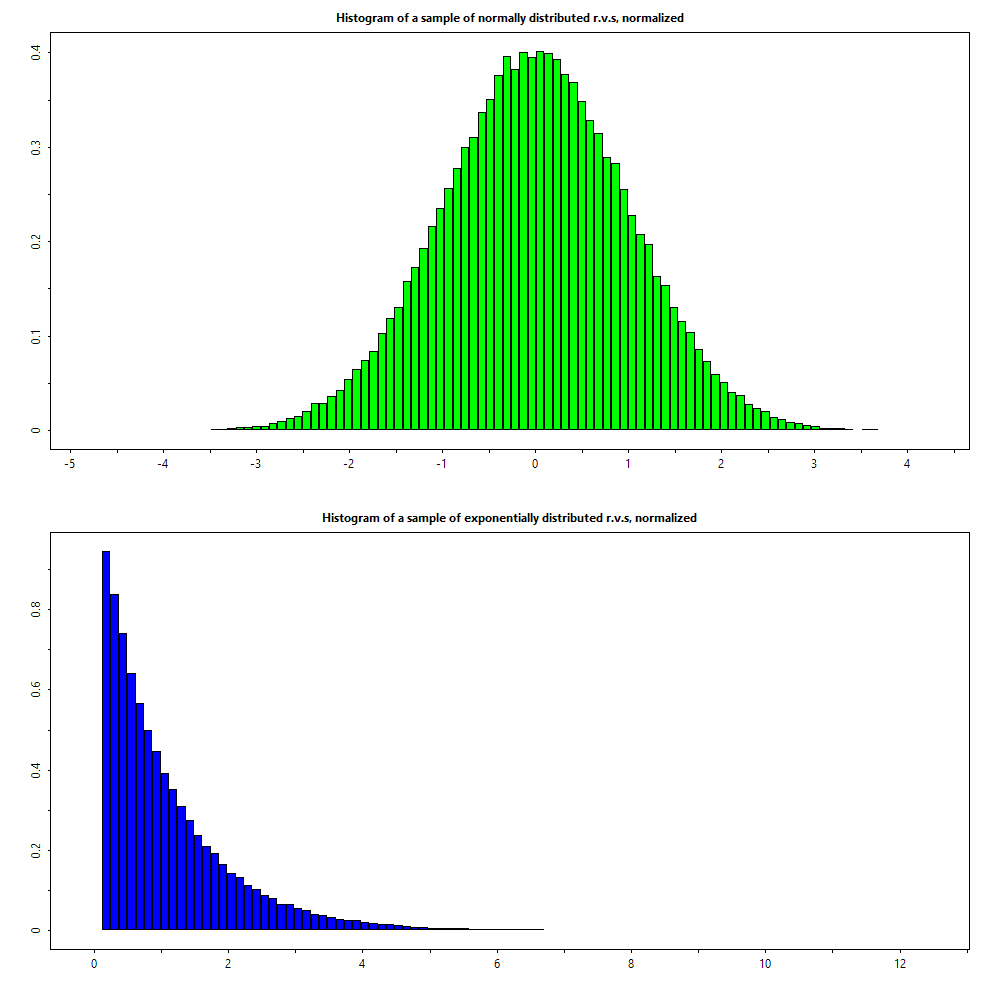 Histogram of a sample of normally distributed r.v.s, normalized
0.4
0.3
0.2
0.1
0
-5 -4 -3 -2 -1 0 1 2 3 4
Histogram of a sample of exponentially distributed r.v.s, normalized
0.8
0.6
0.4
0.2
0
0 2 4 6 8 10 12